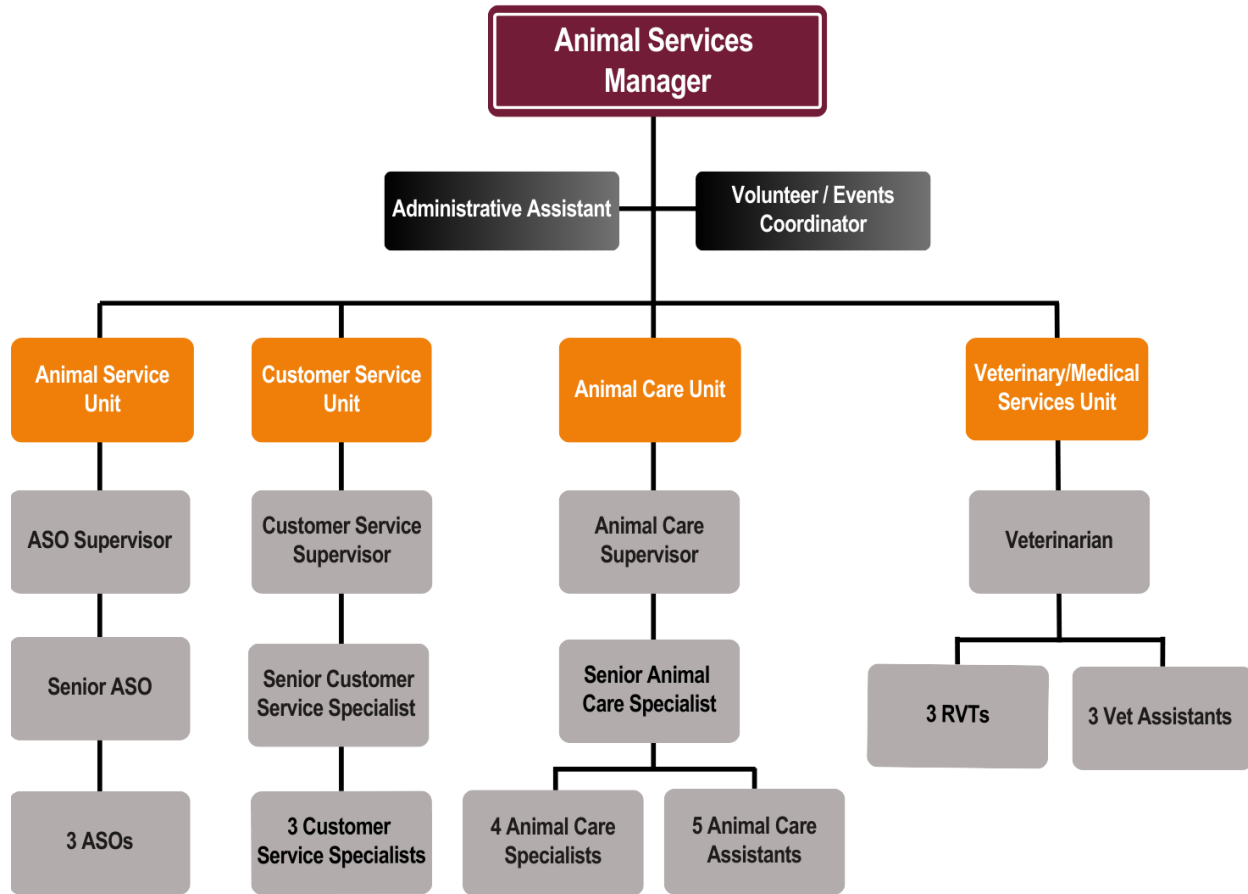 Animal Services
Manager
Administrative Assistant
Volunteer / Events
Coordinator
Animal Service
Unit
Customer Service
Unit
Animal Care Unit
Veterinary/Medical
Services Unit
ASO Supervisor
Customer Service
Supervisor
Animal Care
Supervisor
Veterinarian
Senior ASO
Senior Customer
Service Specialist
Senior Animal
Care Specialist
3 RVTs
3 Vet Assistants
3 ASOs
3 Customer
Service Specialists
4 Animal Care
Specialists
5 Animal Care
Assistants